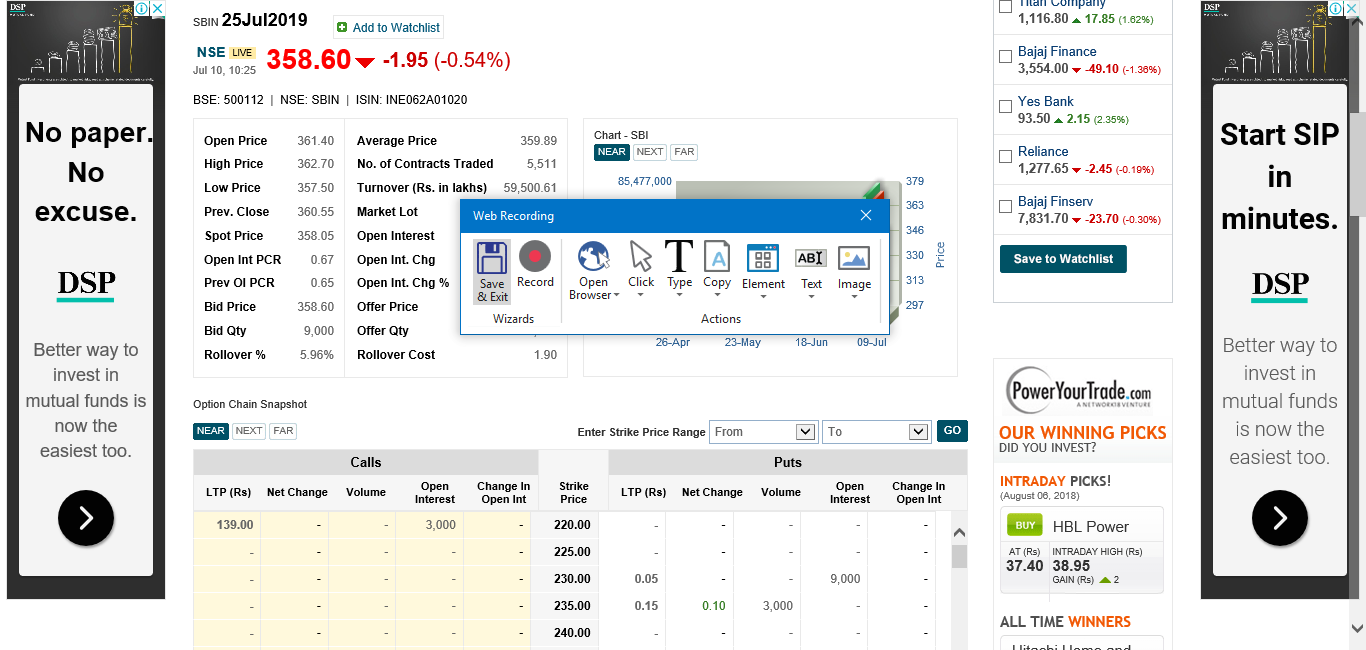 DSP
No paper.
No
excuse.
DSP
Better way to
invest in
mutual funds is
now the
easiest too.
SBIN 25Jul2019
Add to Watchlist
NSE LIVE
Jul 10, 10:25
358.60 -1.95 (-0.54%)
BSE: 500112 | NSE: SBIN | ISIN: INE062A01020
Open Price 361.40
High Price 362.70
Low Price 357.50
Prev. Close 360.55
Spot Price 358.05
Open Int PCR 0.67
Prev OI PCR 0.65
Bid Price 358.60
Bid Qty 9,000
Rollover % 5.96%
Average Price 359.89
No. of Contracts Traded 5,511
Turnover (Rs. in lakhs) 59,500.61
Market Lot
Open Interest
Open Int. Chg
Open Int. Chg %
Offer Price
Offer Qty
Rollover Cost 1.90
Chart - SBI
NEAR NEXT FAR
85,477,000
379
363
346
330
313
297
Price
26-Apr 23-May 18-Jun 09-Jul
Web Recording
Save
& Exit
Record
Open
Browser
Click
Type
Copy
Element
Text
Image
Wizards
Actions
Option Chain Snapshot
NEAR NEXT FAR
Enter Strike Price Range From To GO
Calls Puts
LTP (Rs) Net Change Volume Open Interest Change In Open Int Strike Price LTP (Rs) Net Change Volume Open Interest Change In Open Int
139.00 - - 3,000 - 220.00 - - - - -
- - - - - 225.00 - - - - -
- - - - - 230.00 0.05 - - 9,000 -
- - - - - 235.00 0.15 0.10 3,000 - -
- - - - - 240.00 - - - - -
Titan Company
1,116.80 17.85 (1.62%)
Bajaj Finance
3,554.00 -49.10 (-1.36%)
Yes Bank
93.50 2.15 (2.35%)
Reliance
1,277.65 -2.45 (-0.19%)
Bajaj Finserv
7,831.70 -23.70 (-0.30%)
Save to Watchlist
PowerYourTrade.com
A NETWORK18 VENTURE
OUR WINNING PICKS
DID YOU INVEST?
INTRADAY PICKS!
(August 06, 2018)
BUY HBL Power
AT (Rs) INTRADAY HIGH (Rs)
37.40 38.95
GAIN (Rs) 2
ALL TIME WINNERS
Hitachi Home and
DSP
Start SIP
in
minutes.
DSP
Better way to
invest in
mutual funds
is now the
easiest too.